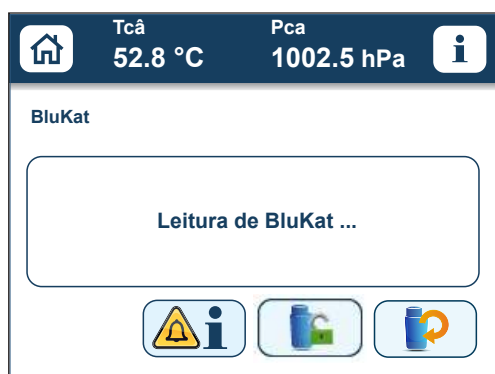 Tcâ Pca
52.8 °C 1002.5 hPa
BluKat
Leitura de BluKat ...